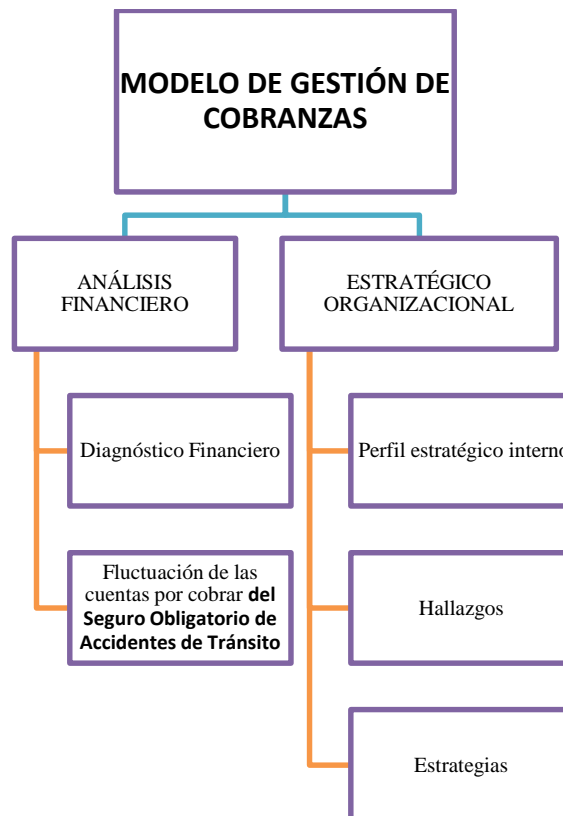 MODELO DE GESTIÓN DE
COBRANZAS
ANÁLISIS
FINANCIERO
ESTRATÉGICO
ORGANIZACIONAL
Diagnóstico Financiero
Perfil estratégico interno
Fluctuación de las
cuentas por cobrar del
Seguro Obligatorio de
Accidentes de Tránsito
Hallazgos
Estrategias